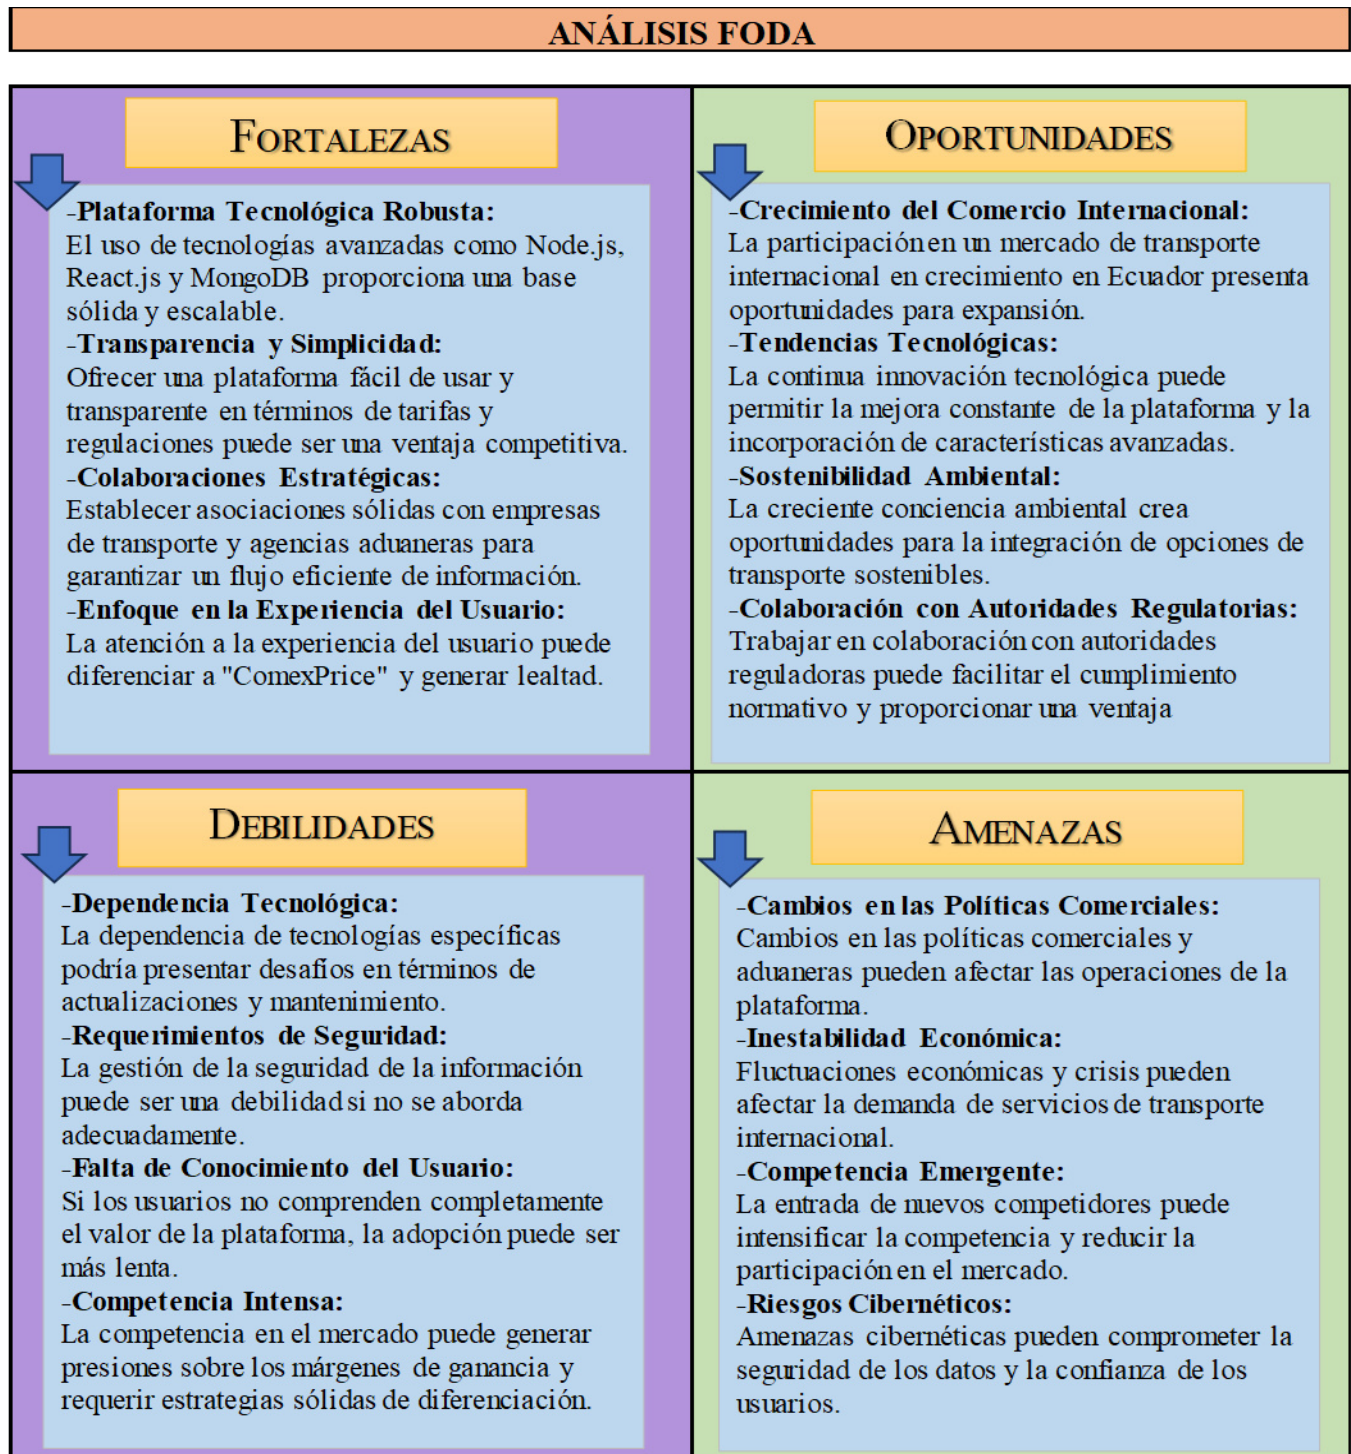 ANÁLISIS FODA
FORTALEZAS
-Plataforma Tecnológica Robusta:
El uso de tecnologías avanzadas como Node.js,
React.js y MongoDB proporciona una base
sólida y escalable.
-Transparencia y Simplicidad:
Ofrecer una plataforma fácil de usar y
transparente en términos de tarifas y
regulaciones puede ser una ventaja competitiva.
-Colaboraciones Estratégicas:
Establecer asociaciones sólidas con empresas
de transporte y agencias aduaneras para
garantizar un flujo eficiente de información.
-Enfoque en la Experiencia del Usuario:
La atención a la experiencia del usuario puede
diferenciar a "ComexPrice" y generar lealtad.
OPORTUNIDADES
-Crecimiento del Comercio Internacional:
La participación en un mercado de transporte
internacional en crecimiento en Ecuador presenta
oportunidades para expansión.
-Tendencias Tecnológicas:
La continua innovación tecnológica puede
permitir la mejora constante de la plataforma y la
incorporación de características avanzadas.
-Sostenibilidad Ambiental:
La creciente conciencia ambiental crea
oportunidades para la integración de opciones de
transporte sostenibles.
-Colaboración con Autoridades Regulatorias:
Trabajar en colaboración con autoridades
reguladoras puede facilitar el cumplimiento
normativo y proporcionar una ventaja
DEBILIDADES
-Dependencia Tecnológica:
La dependencia de tecnologías específicas
podría presentar desafíos en términos de
actualizaciones y mantenimiento.
-Requerimientos de Seguridad:
La gestión de la seguridad de la información
puede ser una debilidad si no se aborda
adecuadamente.
-Falta de Conocimiento del Usuario:
Si los usuarios no comprenden completamente
el valor de la plataforma, la adopción puede ser
más lenta.
-Competencia Intensa:
La competencia en el mercado puede generar
presiones sobre los márgenes de ganancia y
requerir estrategias sólidas de diferenciación.
AMENAZAS
-Cambios en las Políticas Comerciales:
Cambios en las políticas comerciales y
aduaneras pueden afectar las operaciones de la
plataforma.
-Inestabilidad Económica:
Fluctuaciones económicas y crisis pueden
afectar la demanda de servicios de transporte
internacional.
-Competencia Emergente:
La entrada de nuevos competidores puede
intensificar la competencia y reducir la
participación en el mercado.
-Riesgos Cibernéticos:
Amenazas cibernéticas pueden comprometer la
seguridad de los datos y la confianza de los
usuarios.